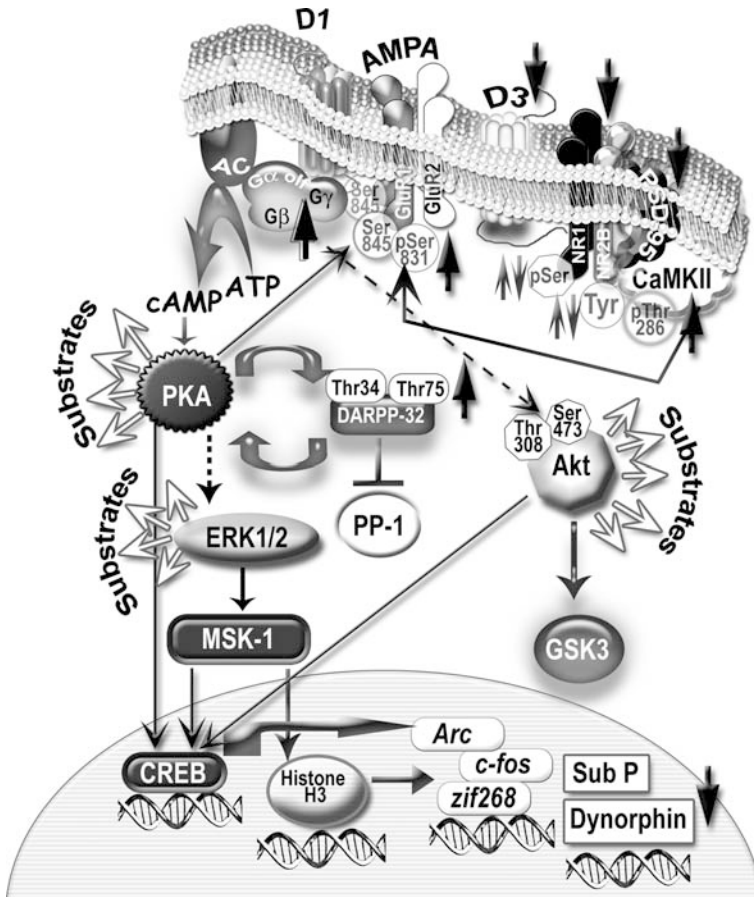 D1
AMPA
D3
AC
Gα olf
Gγ
Gβ
Ser
845
Ser
845
GluR1
pSer
831
GluR2
NR1
NR2B
PSD95
CaMKII
pSer
Tyr
pThr
286
cAMP
ATP
Substrates
PKA
Thr34
Thr75
DARPP-32
PP-1
Thr
308
Ser
473
Akt
Substrates
Substrates
ERK1/2
MSK-1
GSK3
CREB
Histone
H3
Arc
c-fos
zif268
Sub P
Dynorphin